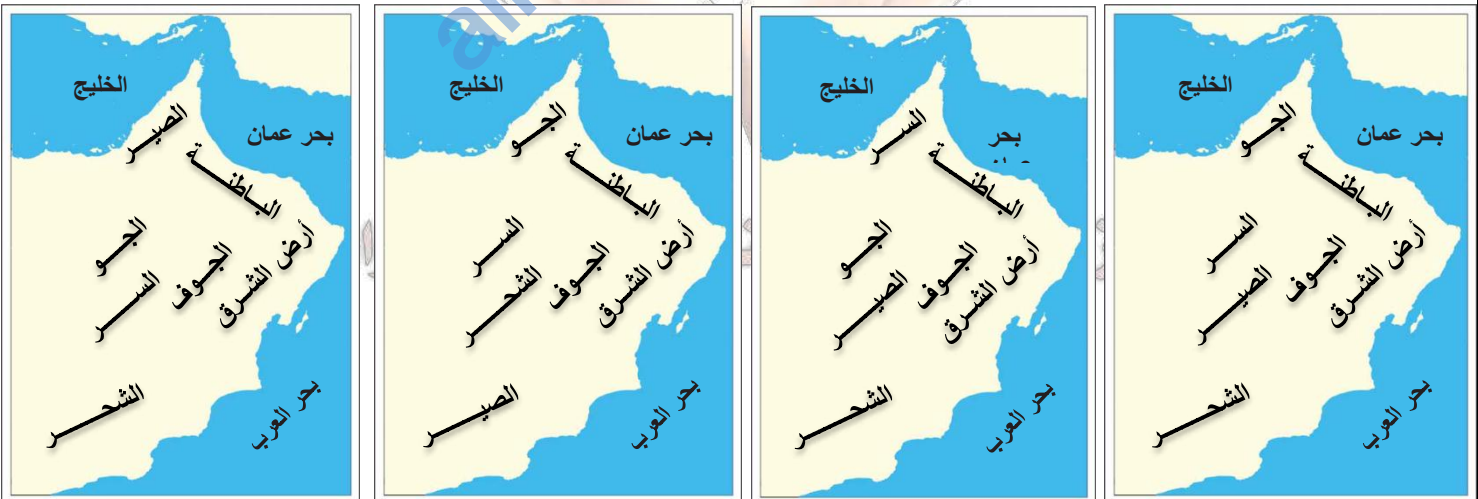 الخليج
بحر عمان
الصير
الباطنة
الجو
السر
الجوف
أرض الشرق
الشحر
بحر العرب
الخليج
بحر عمان
الجو
الباطنة
السر
الشحر
الجوف
أرض الشرق
الصير
بحر العرب
الخليج
بحر
السر
الباطنة
الجو
الصير
الجوف
أرض الشرق
الشحر
بحر العرب
الخليج
بحر عمان
الجو
الباطنة
السر
الصير
الجوف
أرض الشرق
الشحر
بحر العرب